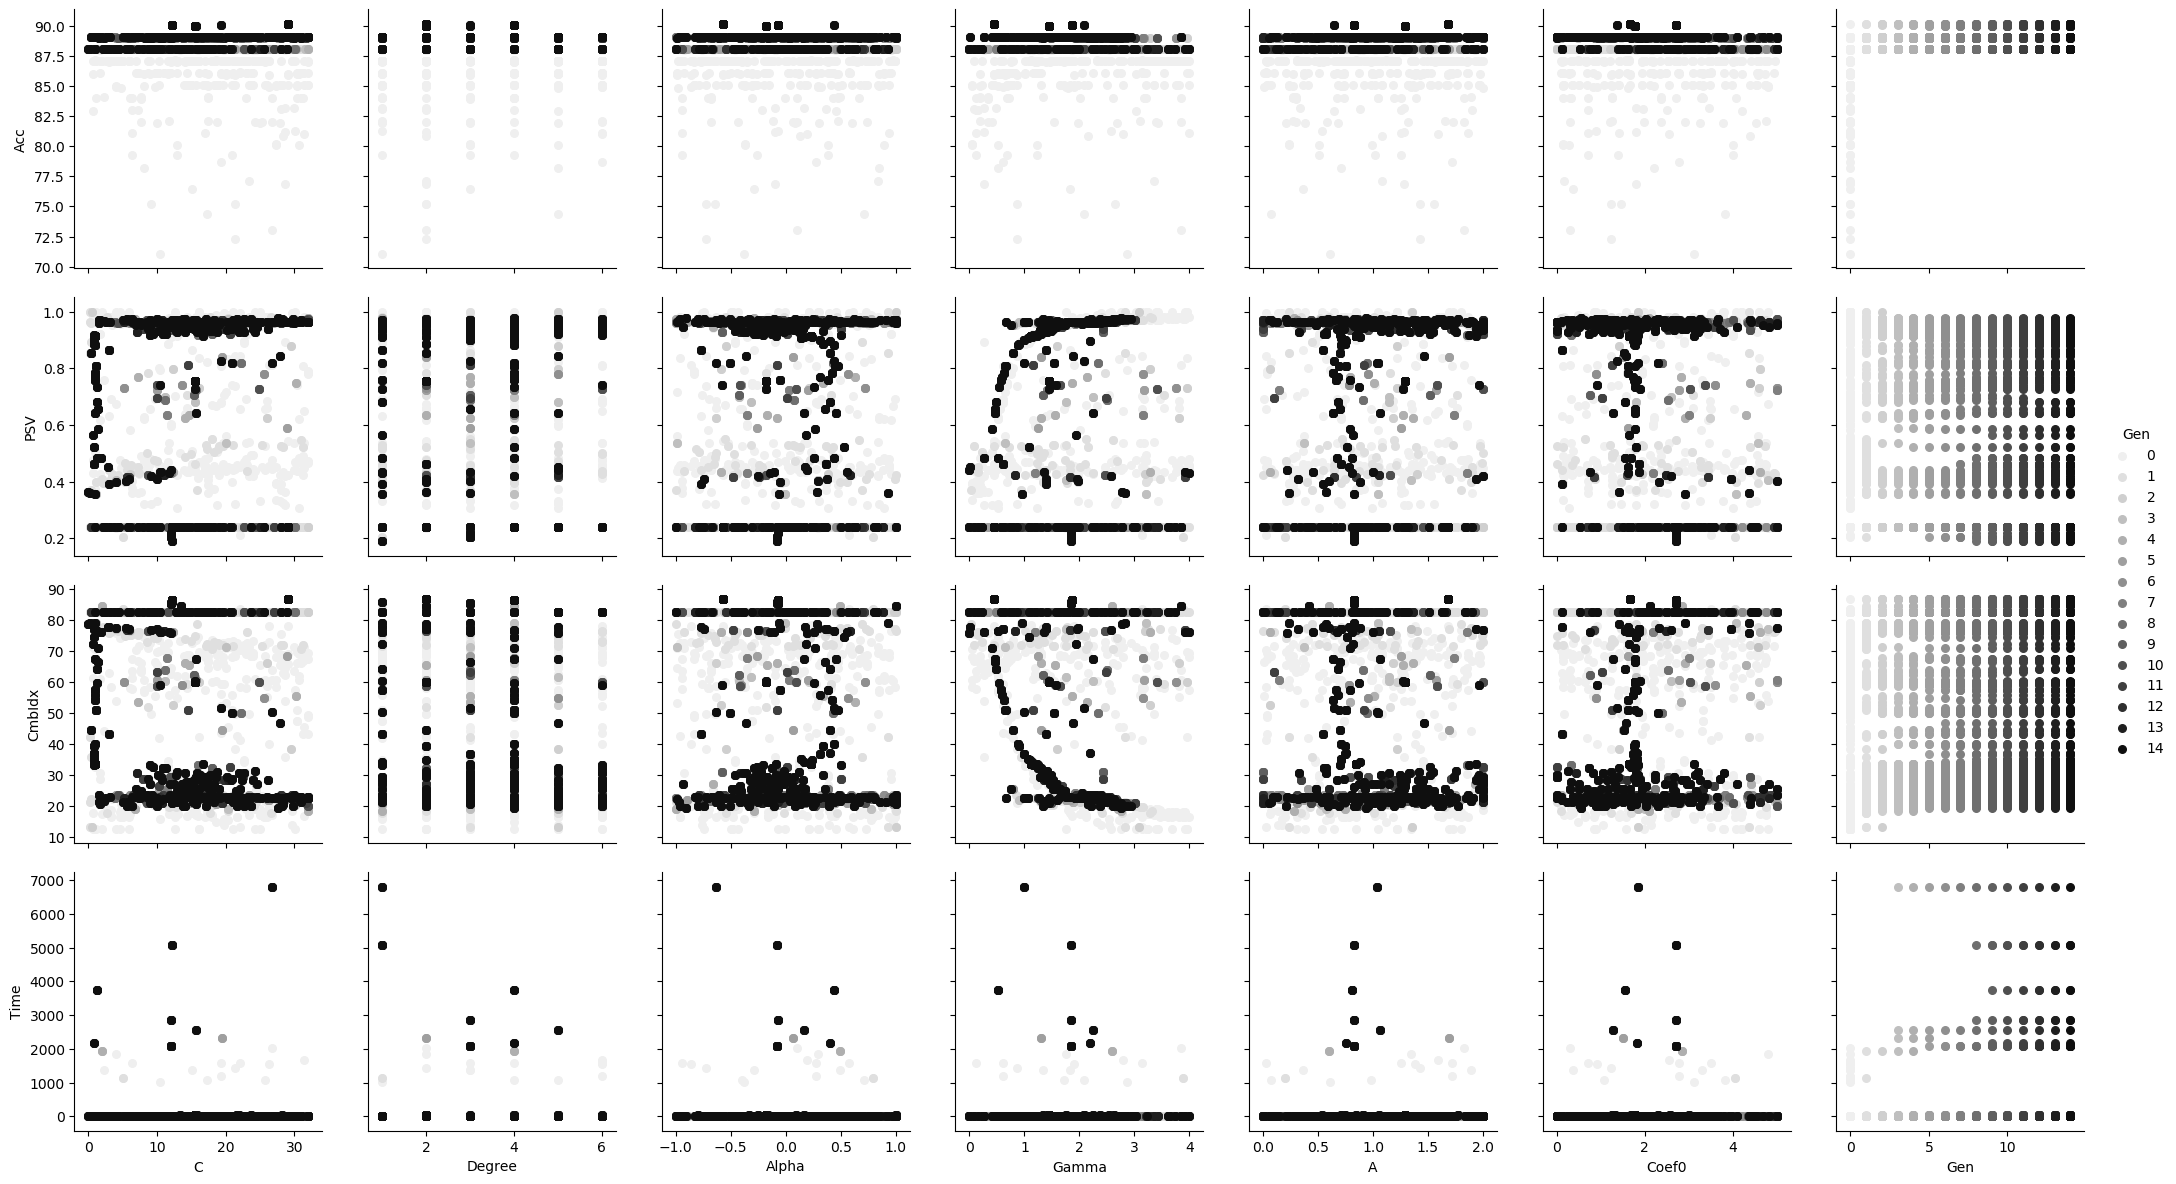 90.0
87.5
85.0
82.5
80.0
77.5
75.0
72.5
70.0
Acc
1.0
0.8
0.6
0.4
0.2
PSV
90
80
70
60
50
40
30
20
10
CmbIdx
7000
6000
5000
4000
3000
2000
1000
0
Time
0 10 20 30
C
2 4 6
Degree
−1.0 −0.5 0.0 0.5 1.0
Alpha
0 1 2 3 4
Gamma
0.0 0.5 1.0 1.5 2.0
A
0 2 4
Coef0
0 5 10
Gen
Gen
0
1
2
3
4
5
6
7
8
9
10
11
12
13
14